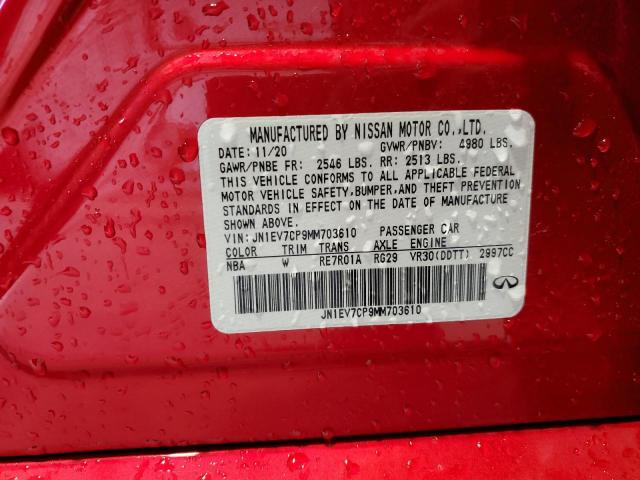 MANUFACTURED BY NISSAN MOTOR CO.,LTD.
DATE: 11/20 GVWR/PNBV: 4980 LBS.
GAWR/PNBE FR: 2546 LBS. RR: 2513 LBS.
THIS VEHICLE CONFORMS TO ALL APPLICABLE FEDERAL
MOTOR VEHICLE SAFETY,BUMPER,AND THEFT PREVENTION
STANDARDS IN EFFECT ON THE DATE OF MANUFACTURE
SHOWN ABOVE.
VIN: JN1EV7CP9MM703610 PASSENGER CAR
COLOR TRIM TRANS AXLE ENGINE
NBA W RE7R01A RG29 VR30(DDTT) 2997CC
JN1EV7CP9MM703610